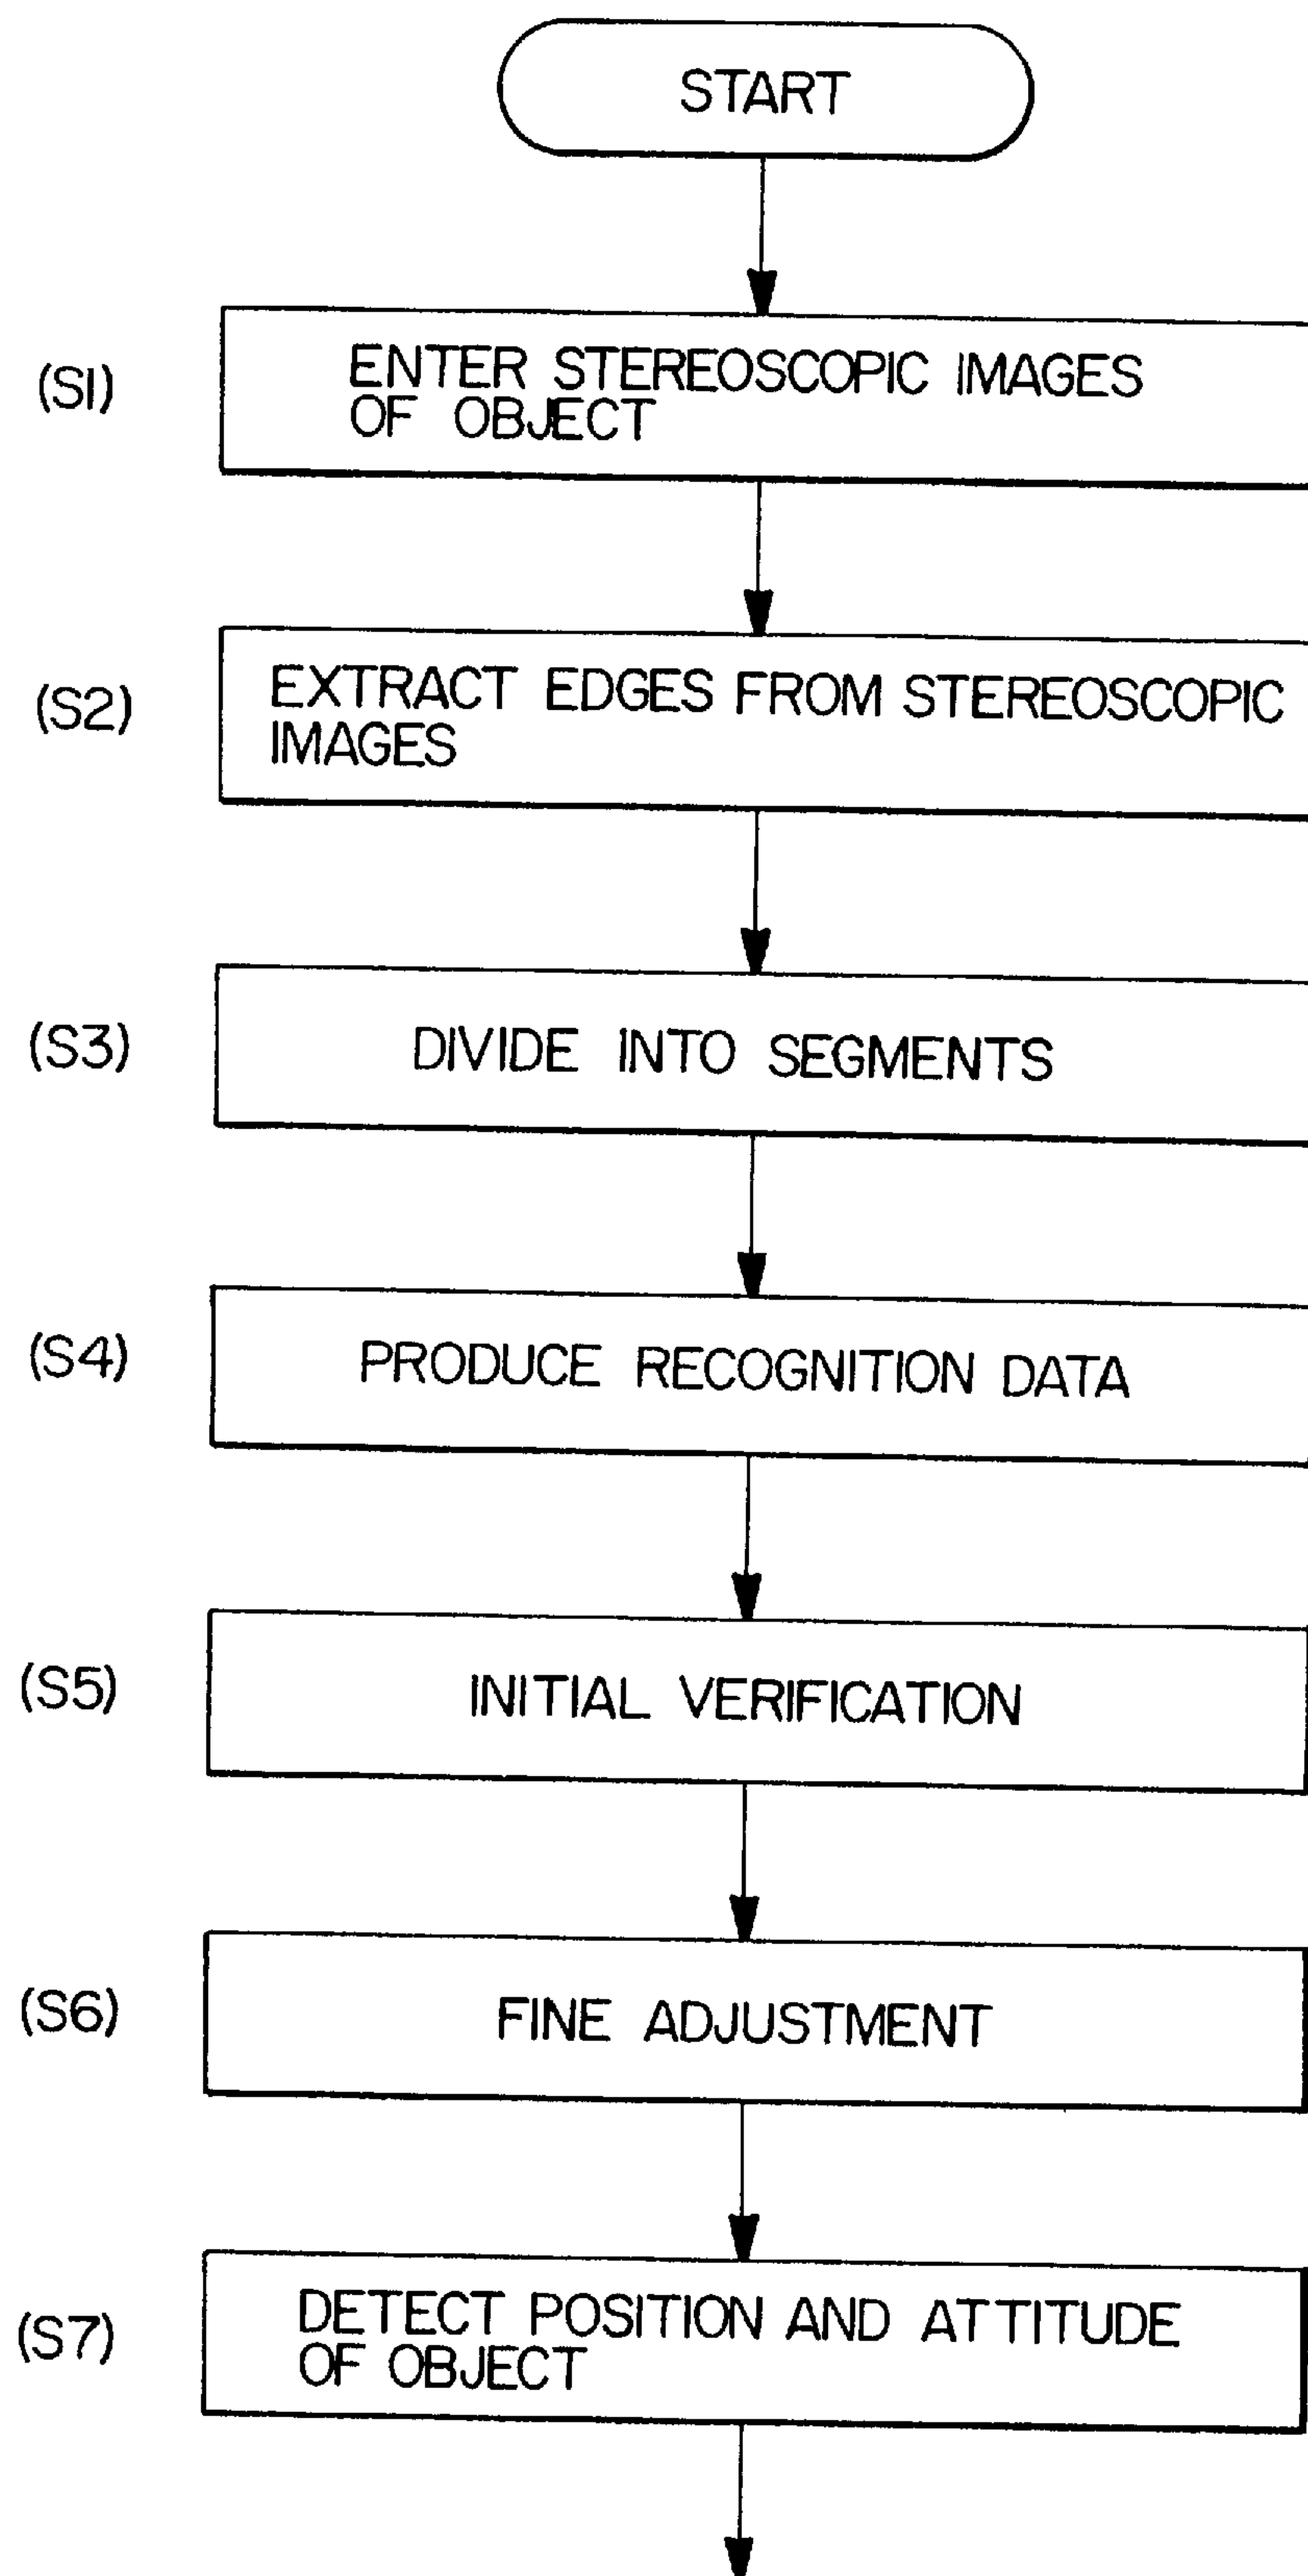 START
(S1)
ENTER STEREOSCOPIC IMAGES
OF OBJECT
(S2)
EXTRACT EDGES FROM STEREOSCOPIC
IMAGES
(S3)
DIVIDE INTO SEGMENTS
(S4)
PRODUCE RECOGNITION DATA
(S5)
INITIAL VERIFICATION
(S6)
FINE ADJUSTMENT
(S7)
DETECT POSITION AND ATTITUDE
OF OBJECT